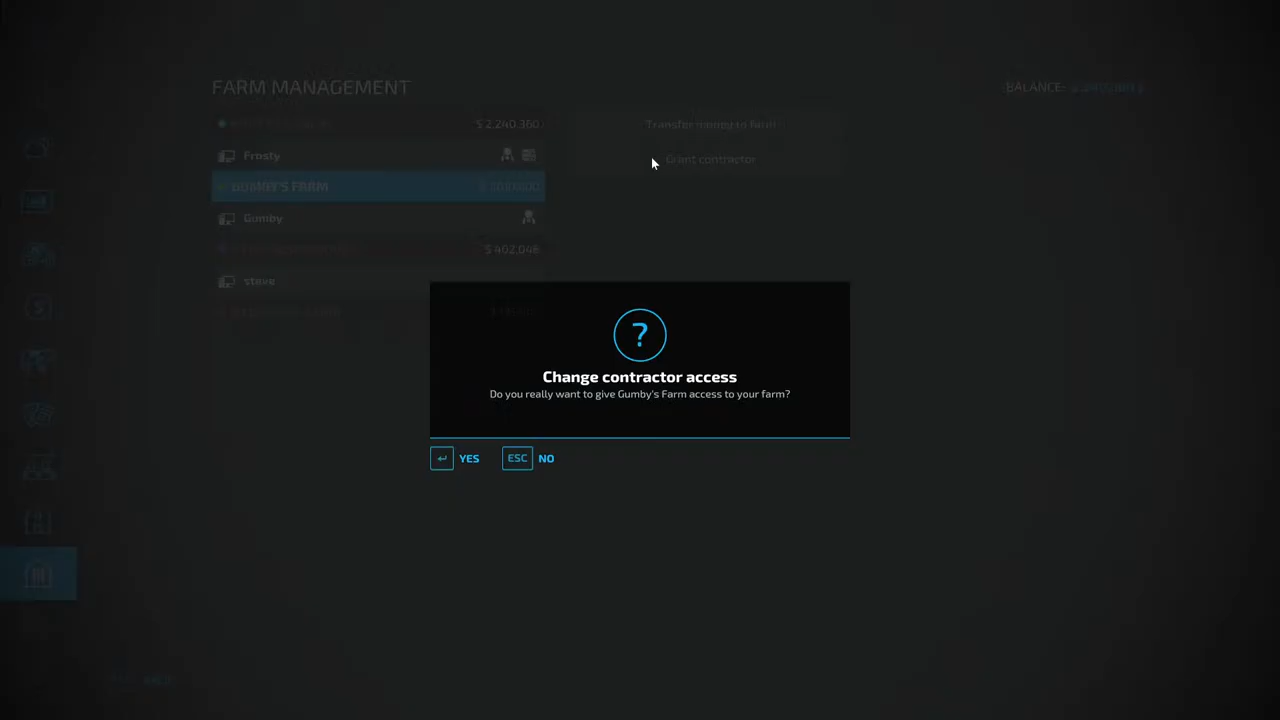 FARM MANAGEMENT
BALANCE:
$ 2,240,360
Transfer money to farm
Frosty
Grant contractor
GUMBY'S FARM
Gumby
$ 402,048
steve
?
Change contractor access
Do you really want to give Gumby's Farm access to your farm?
↵ YES ESC NO